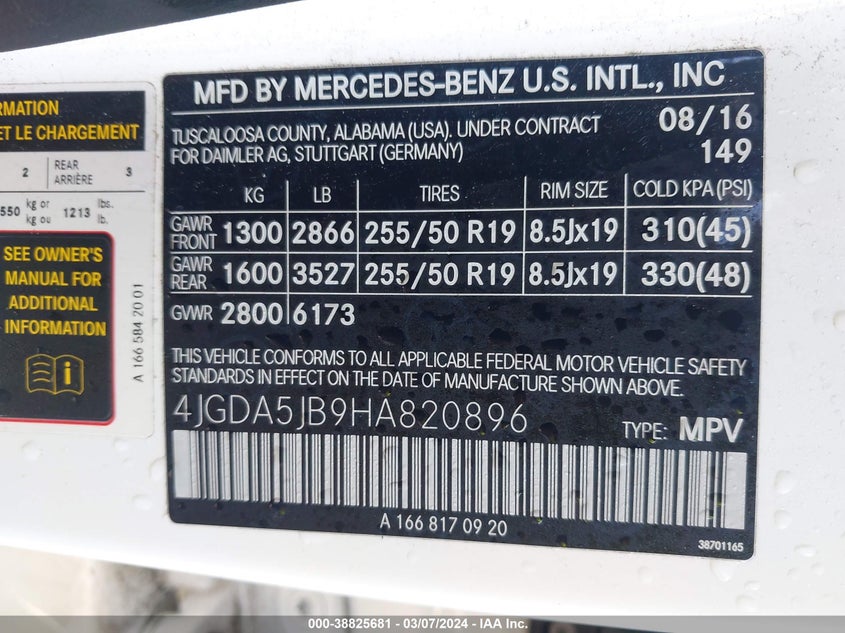 RMATION
ET LE CHARGEMENT
2 REAR ARRIÈRE 3
550 kg or kg ou 1213 lbs. lb.
SEE OWNER'S
MANUAL FOR
ADDITIONAL
INFORMATION
A 166 584 20 01
MFD BY MERCEDES-BENZ U.S. INTL., INC
TUSCALOOSA COUNTY, ALABAMA (USA). UNDER CONTRACT 08/16
FOR DAIMLER AG, STUTTGART (GERMANY) 149
KG LB TIRES RIM SIZE COLD KPA (PSI)
GAWR FRONT 1300 2866 255/50 R19 8.5Jx19 310(45)
GAWR REAR 1600 3527 255/50 R19 8.5Jx19 330(48)
GVWR 2800 6173
THIS VEHICLE CONFORMS TO ALL APPLICABLE FEDERAL MOTOR VEHICLE SAFETY
STANDARDS IN EFFECT ON THE DATE OF MANUFACTURE SHOWN ABOVE.
4JGDA5JB9HA820896 TYPE: MPV
A 166 817 09 20
38701165
000-38825681 - 03/07/2024 - IAA Inc.